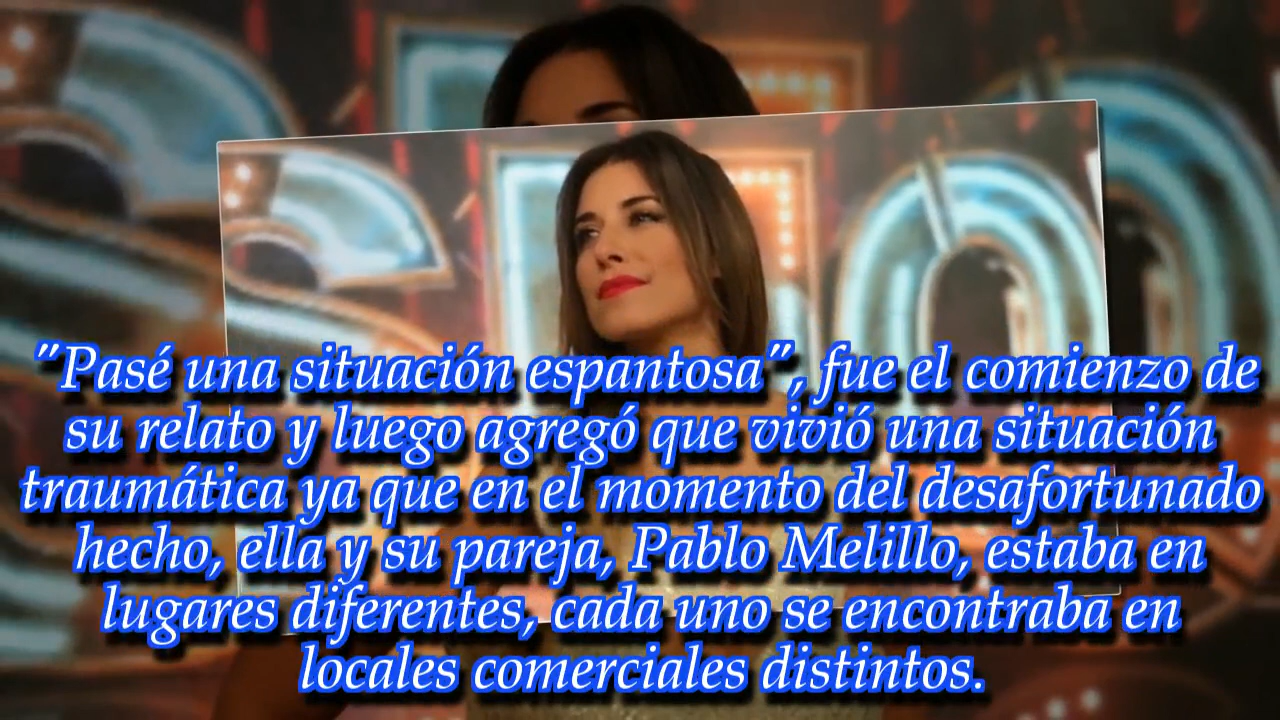 "Pasé una situación espantosa", fue el comienzo de
su relato y luego agregó que vivió una situación
traumática ya que en el momento del desafortunado
hecho, ella y su pareja, Pablo Melillo, estaba en
lugares diferentes, cada uno se encontraba en
locales comerciales distintos.